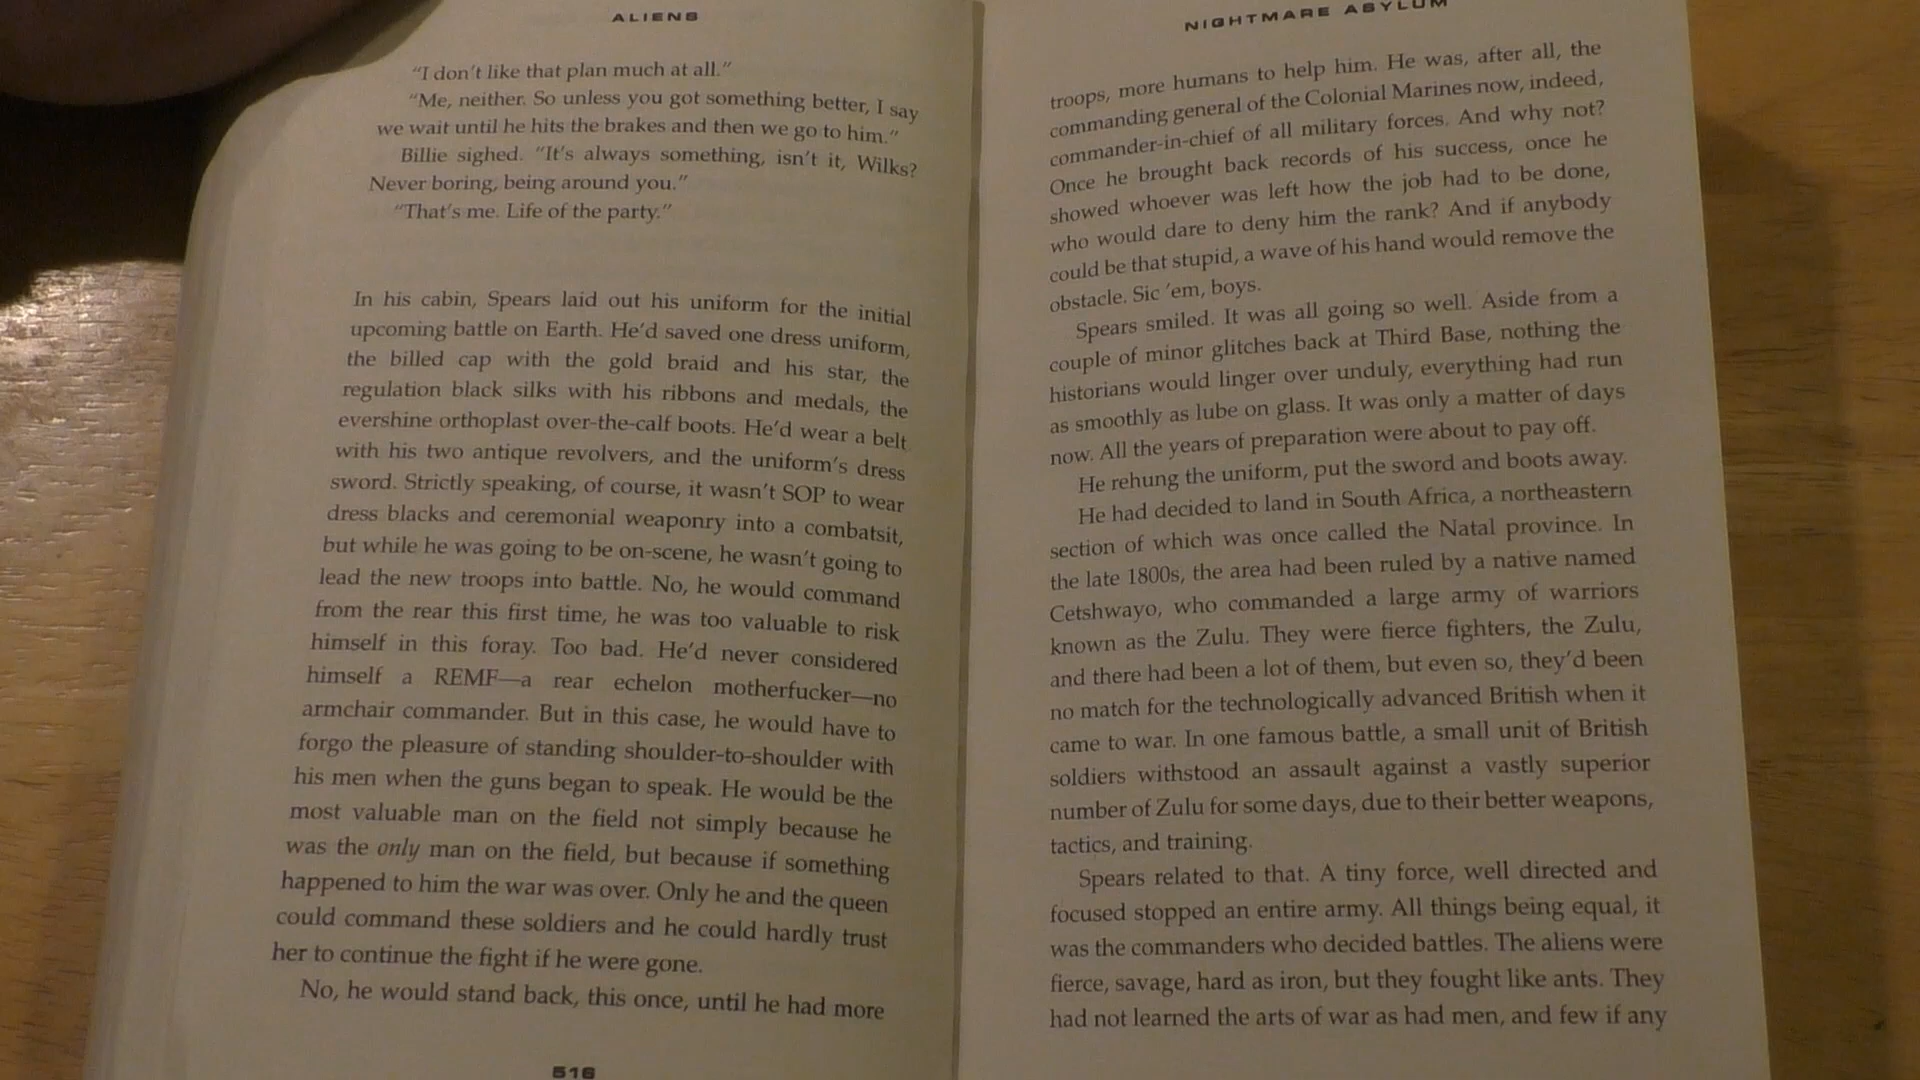 ALIENS
"I don't like that plan much at all."
"Me, neither. So unless you got something better, I say
we wait until he hits the brakes and then we go to him."
Billie sighed. "It's always something, isn't it, Wilks?
Never boring, being around you."
"That's me. Life of the party."
In his cabin, Spears laid out his uniform for the initial
upcoming battle on Earth. He'd saved one dress uniform,
the billed cap with the gold braid and his star, the
regulation black silks with his ribbons and medals, the
evershine orthoplast over-the-calf boots. He'd wear a belt
with his two antique revolvers, and the uniform's dress
sword. Strictly speaking, of course, it wasn't SOP to wear
dress blacks and ceremonial weaponry into a combatsit,
but while he was going to be on-scene, he wasn't going to
lead the new troops into battle. No, he would command
from the rear this first time, he was too valuable to risk
himself in this foray. Too bad. He'd never considered
himself a REMF—a rear echelon motherfucker—no
armchair commander. But in this case, he would have to
forgo the pleasure of standing shoulder-to-shoulder with
his men when the guns began to speak. He would be the
most valuable man on the field not simply because he
was the only man on the field, but because if something
happened to him the war was over. Only he and the queen
could command these soldiers and he could hardly trust
her to continue the fight if he were gone.
No, he would stand back, this once, until he had more
516
NIGHTMARE ASYLUM
troops, more humans to help him. He was, after all, the
commanding general of the Colonial Marines now, indeed,
commander-in-chief of all military forces. And why not?
Once he brought back records of his success, once he
showed whoever was left how the job had to be done,
who would dare to deny him the rank? And if anybody
could be that stupid, a wave of his hand would remove the
obstacle. Sic 'em, boys.
Spears smiled. It was all going so well. Aside from a
couple of minor glitches back at Third Base, nothing the
historians would linger over unduly, everything had run
as smoothly as lube on glass. It was only a matter of days
now. All the years of preparation were about to pay off.
He rehung the uniform, put the sword and boots away.
He had decided to land in South Africa, a northeastern
section of which was once called the Natal province. In
the late 1800s, the area had been ruled by a native named
Cetshwayo, who commanded a large army of warriors
known as the Zulu. They were fierce fighters, the Zulu,
and there had been a lot of them, but even so, they'd been
no match for the technologically advanced British when it
came to war. In one famous battle, a small unit of British
soldiers withstood an assault against a vastly superior
number of Zulu for some days, due to their better weapons,
tactics, and training.
Spears related to that. A tiny force, well directed and
focused stopped an entire army. All things being equal, it
was the commanders who decided battles. The aliens were
fierce, savage, hard as iron, but they fought like ants. They
had not learned the arts of war as had men, and few if any